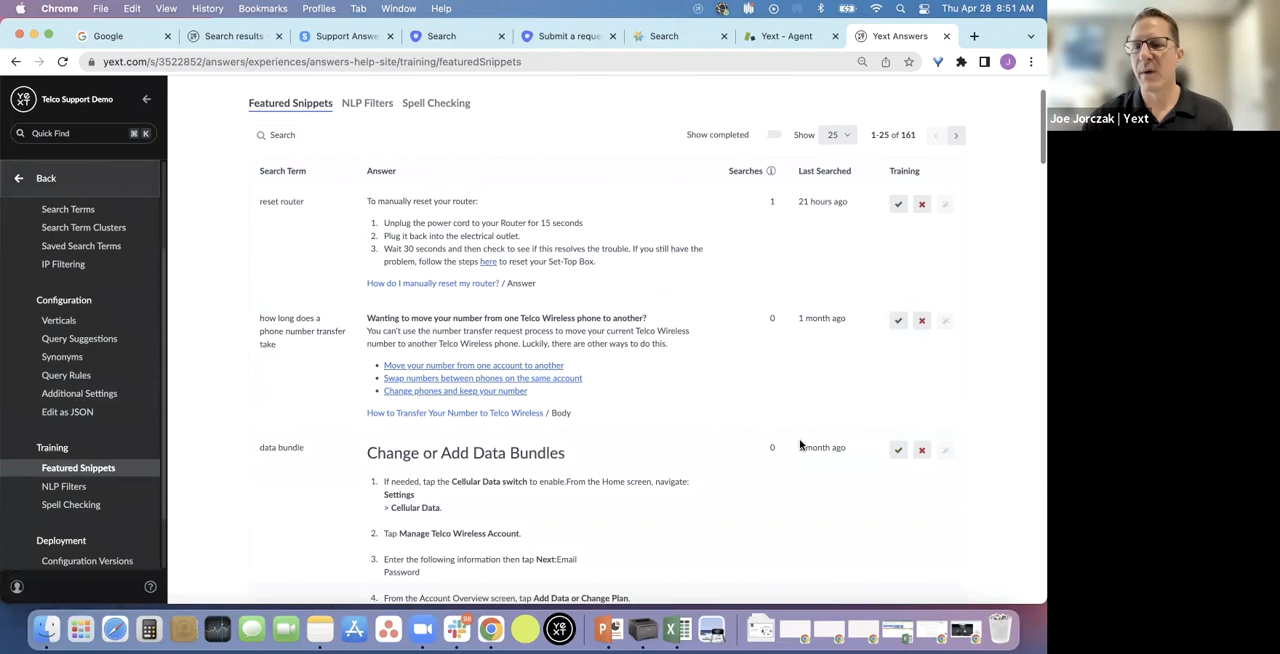 Chrome File Edit View History Bookmarks Profiles Tab Window Help Thu Apr 28 8:51 AM
Google Search results - Support Answe Search Submit a reque Search Yext - Agent Yext Answers
yext.com/s/3522852/answers/experiences/answers-help-site/training/featuredSnippets
J
Telco Support Demo
Quick Find ⌘ K
Back
Search Terms
Search Term Clusters
Saved Search Terms
IP Filtering
Configuration
Verticals
Query Suggestions
Synonyms
Query Rules
Additional Settings
Edit as JSON
Training
Featured Snippets
NLP Filters
Spell Checking
Deployment
Configuration Versions
Featured Snippets NLP Filters Spell Checking
Search Show completed Show 25 1-25 of 161
Search Term Answer Searches Last Searched Training
reset router To manually reset your router: 1 21 hours ago
1. Unplug the power cord to your Router for 15 seconds
2. Plug it back into the electrical outlet.
3. Wait 30 seconds and then check to see if this resolves the trouble. If you still have the
problem, follow the steps here to reset your Set-Top Box.
How do I manually reset my router? / Answer
how long does a
phone number transfer
take
Wanting to move your number from one Telco Wireless phone to another? 0 1 month ago
You can't use the number transfer request process to move your current Telco Wireless
number to another Telco Wireless phone. Luckily, there are other ways to do this.
• Move your number from one account to another
• Swap numbers between phones on the same account
• Change phones and keep your number
How to Transfer Your Number to Telco Wireless / Body
data bundle Change or Add Data Bundles 0 month ago
1. If needed, tap the Cellular Data switch to enable.From the Home screen, navigate:
Settings
> Cellular Data.
2. Tap Manage Telco Wireless Account.
3. Enter the following information then tap Next:Email
Password
4. From the Account Overview screen, tap Add Data or Change Plan.
Joe Jorczak | Yext